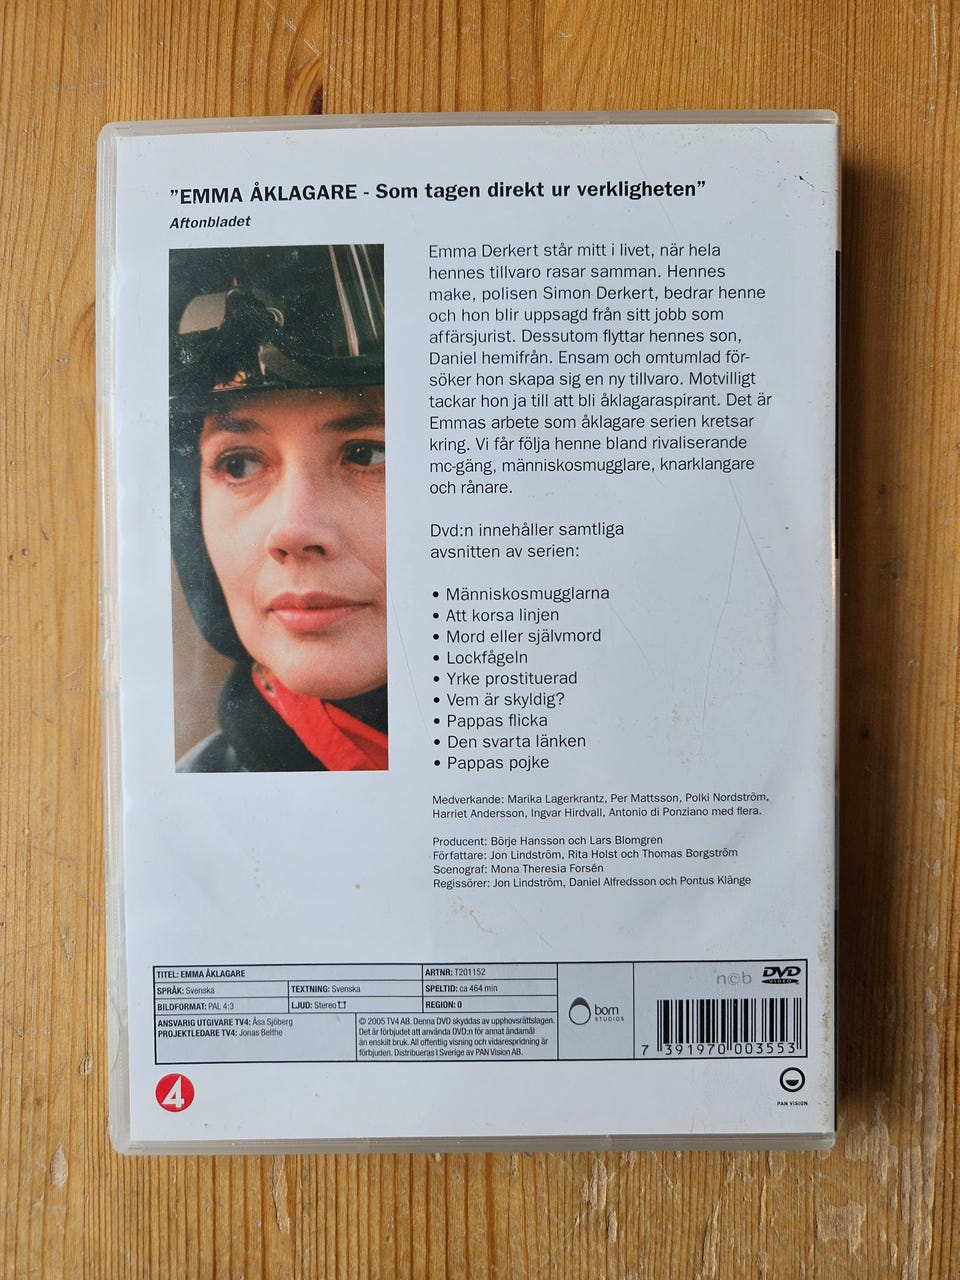 ”EMMA ÅKLAGARE - Som tagen direkt ur verkligheten”
Aftonbladet
Emma Derkert står mitt i livet, när hela
hennes tillvaro rasar samman. Hennes
make, polisen Simon Derkert, bedrar henne
och hon blir uppsagd från sitt jobb som
affärsjurist. Dessutom flyttar hennes son,
Daniel hemifrån. Ensam och omtumlad för-
söker hon skapa sig en ny tillvaro. Motvilligt
tackar hon ja till att bli åklagaraspirant. Det är
Emmas arbete som åklagare serien kretsar
kring. Vi får följa henne bland rivaliserande
mc-gäng, människosmugglare, knarklangare
och rånare.
Dvd:n innehåller samtliga
avsnitten av serien:
• Människosmugglarna
• Att korsa linjen
• Mord eller självmord
• Lockfågeln
• Yrke prostituerad
• Vem är skyldig?
• Pappas flicka
• Den svarta länken
• Pappas pojke
Medverkande: Marika Lagerkrantz, Per Mattsson, Polki Nordström,
Harriet Andersson, Ingvar Hirdvall, Antonio di Ponziano med flera.
Producent: Börje Hansson och Lars Blomgren
Författare: Jon Lindström, Rita Holst och Thomas Borgström
Scenograf: Mona Theresia Forsén
Regissörer: Jon Lindström, Daniel Alfredsson och Pontus Klänge
TITEL: EMMA ÅKLAGARE
ARTNR: T201152
SPRÅK: Svenska
TEXTNING: Svenska
SPELTID: ca 464 min
BILDFORMAT: PAL 4:3
LJUD: Stereo
REGION: 0
ANSVARIG UTGIVARE TV4: Åsa Sjöberg
PROJEKTLEDARE TV4: Jonas Belthe
© 2005 TV4 AB. Denna DVD skyddas av upphovsrättslagen.
Det är förbjudet att använda DVD:n för annat ändamål
än enskilt bruk. All offentlig visning och vidarespridning är
förbjuden. Distribueras i Sverige av PAN Vision AB.
born
STUDIOS
ncb
DVD
VIDEO
7 391970 003553
4
PAN VISION